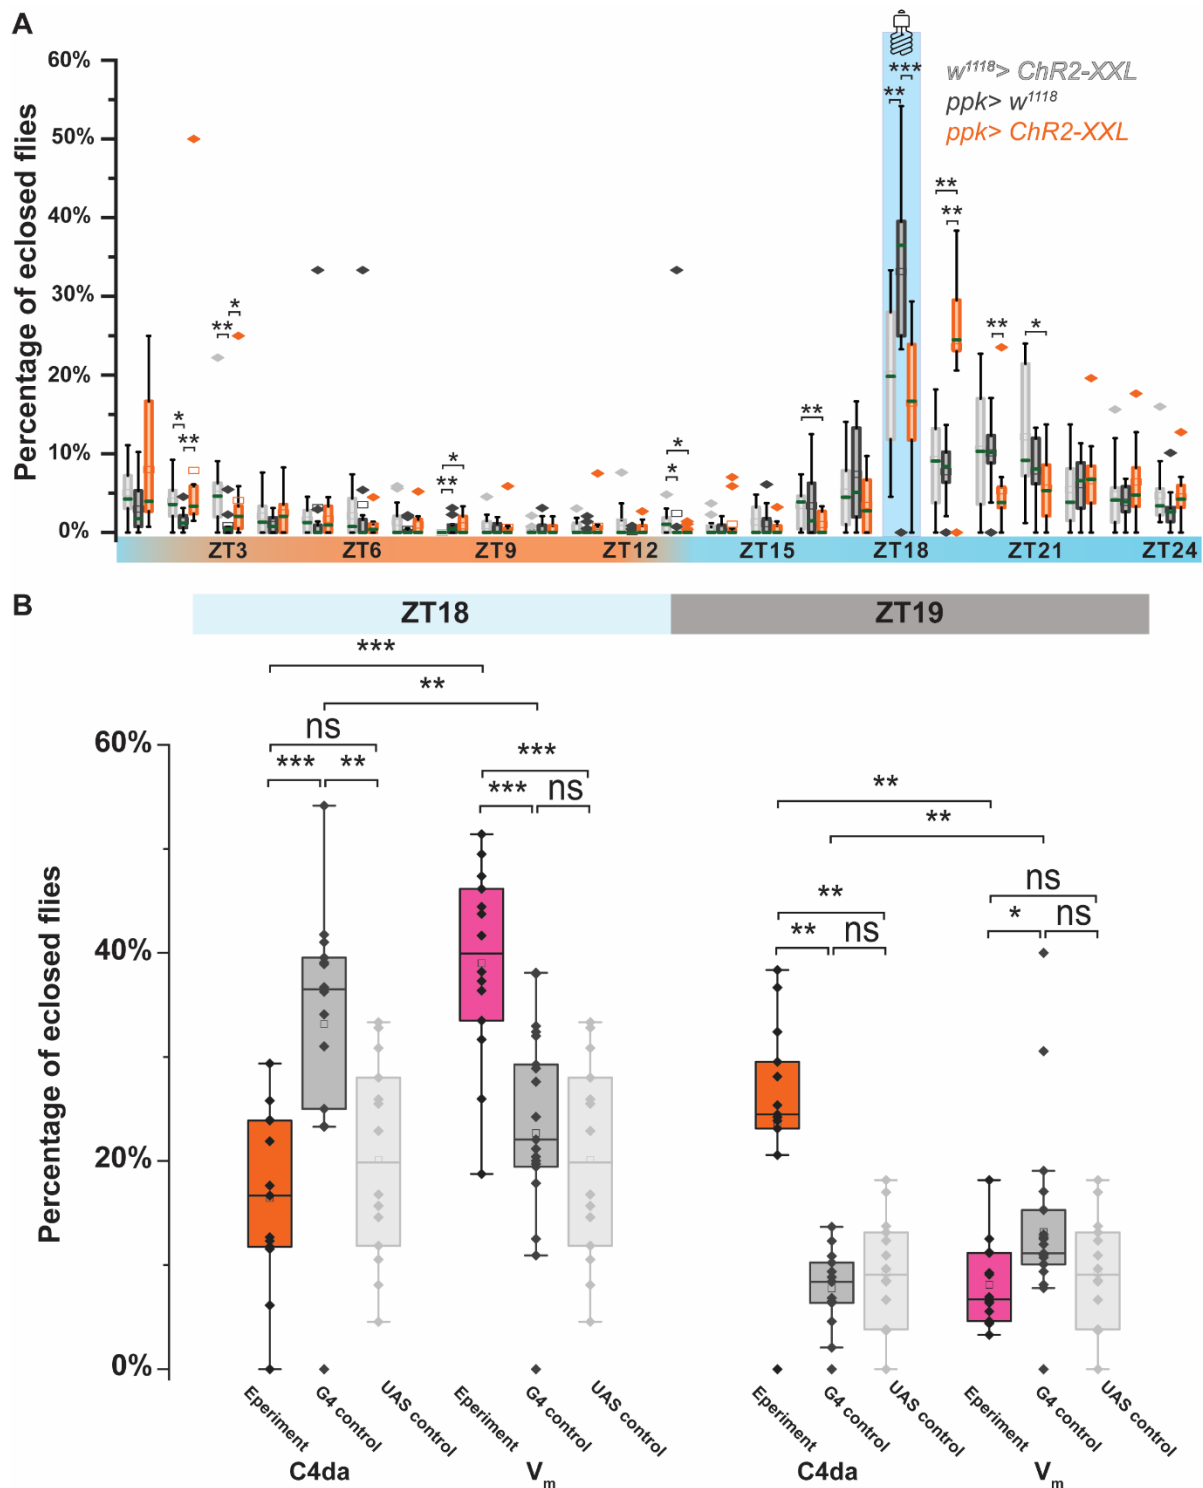 A
60%
50%
40%
30%
20%
10%
0%
Percentage of eclosed flies
w1118> ChR2-XXL
ppk> w1118
ppk> ChR2-XXL
***
**
**
**
*
**
*
**
*
**
*
**
*
*
**
**
*
ZT3 ZT6 ZT9 ZT12 ZT15 ZT18 ZT21 ZT24
B
ZT18 ZT19
***
**
ns
*** **
***
*** ns
**
**
**
** ns
ns
* ns
60%
40%
20%
0%
Percentage of eclosed flies
Eperiment G4 control UAS control Eperiment G4 control UAS control Eperiment G4 control UAS control Eperiment G4 control UAS control
C4da Vm C4da Vm